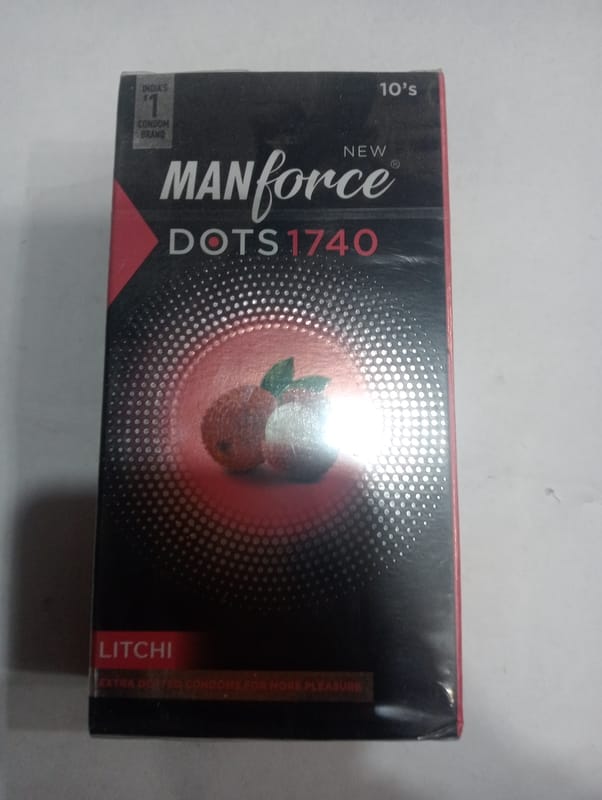 INDIA'S
#1
CONDOM
BRAND
10's
NEW
MANforce®
DOTS 1740
LITCHI
EXTRA DOTTED CONDOMS FOR MORE PLEASURE